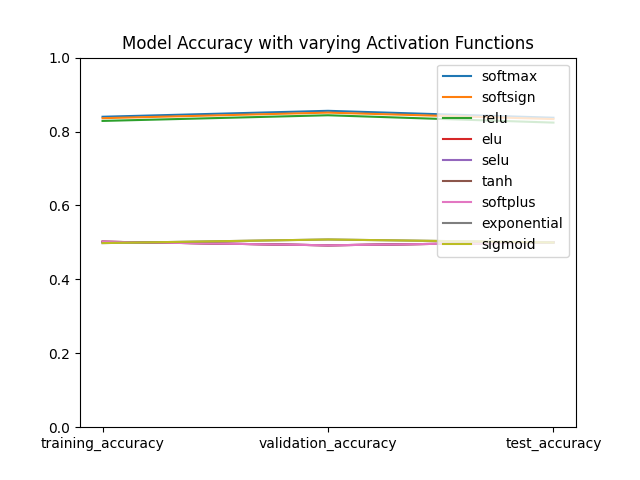 Model Accuracy with varying Activation Functions
1.0
0.8
0.6
0.4
0.2
0.0
softmax
softsign
relu
elu
selu
tanh
softplus
exponential
sigmoid
training_accuracy
validation_accuracy
test_accuracy